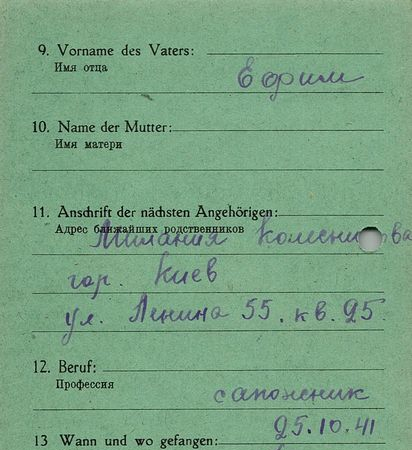 9. Vorname des Vaters:
Имя отца
Ефим
10. Name der Mutter:
Имя матери
11. Anschrift der nächsten Angehörigen:
Адрес ближайших родственников
Милания
гор. Киев
ул. Ленина 55. кв. 25.
12. Beruf:
Профессия
сапожник
25.10.41
13 Wann und wo gefangen: